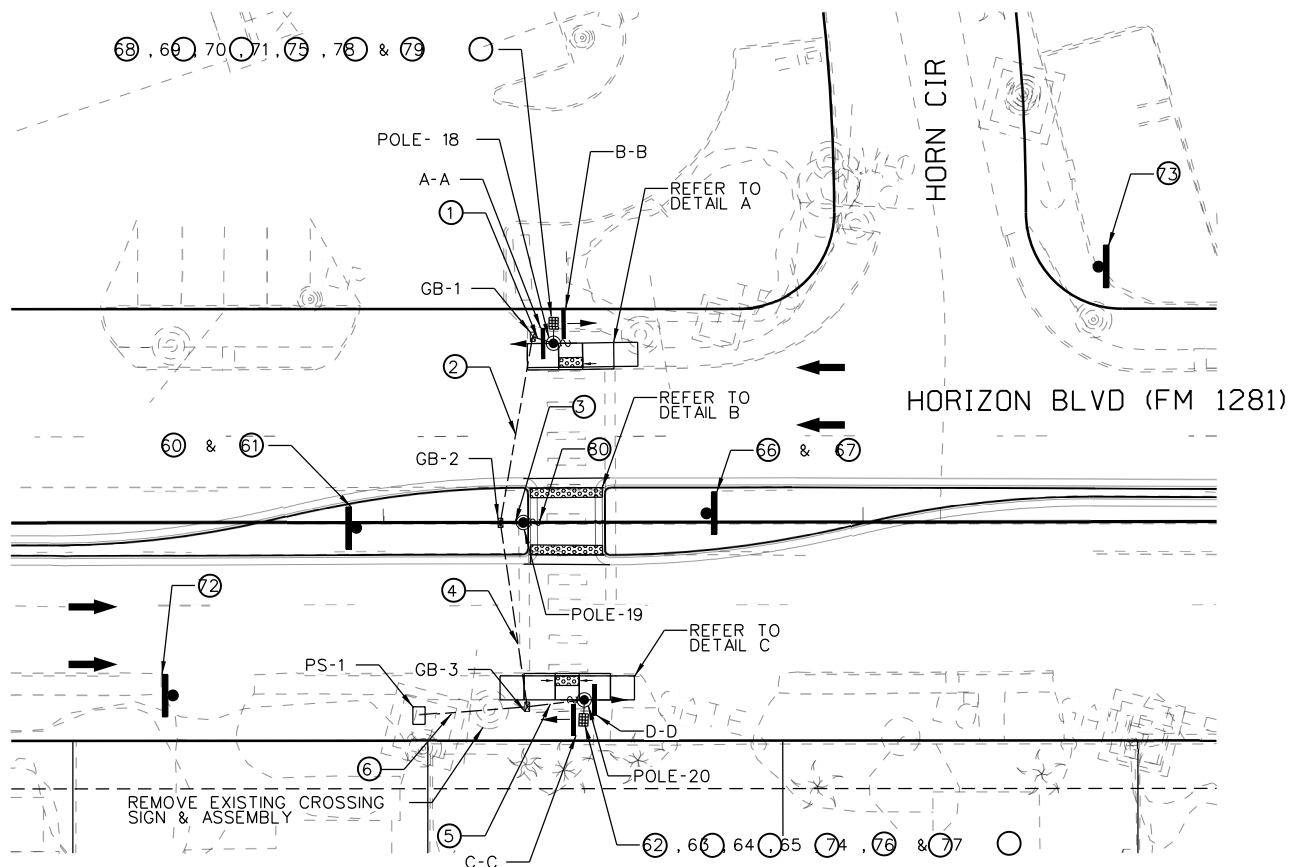 68 , 69 , 70 , 71 , 75 , 78 & 79
HORN CIR
POLE- 18
B-B
A-A
REFER TO
DETAIL A
73
1
GB-1
2
REFER TO
DETAIL B
HORIZON BLVD (FM 1281)
3
60 & 61
80
66 & 67
GB-2
72
4
POLE-19
REFER TO
DETAIL C
PS-1
GB-3
D-D
6
POLE-20
REMOVE EXISTING CROSSING
SIGN & ASSEMBLY
5
62 , 63 , 64 , 65 , 74 , 76 & 77
C-C